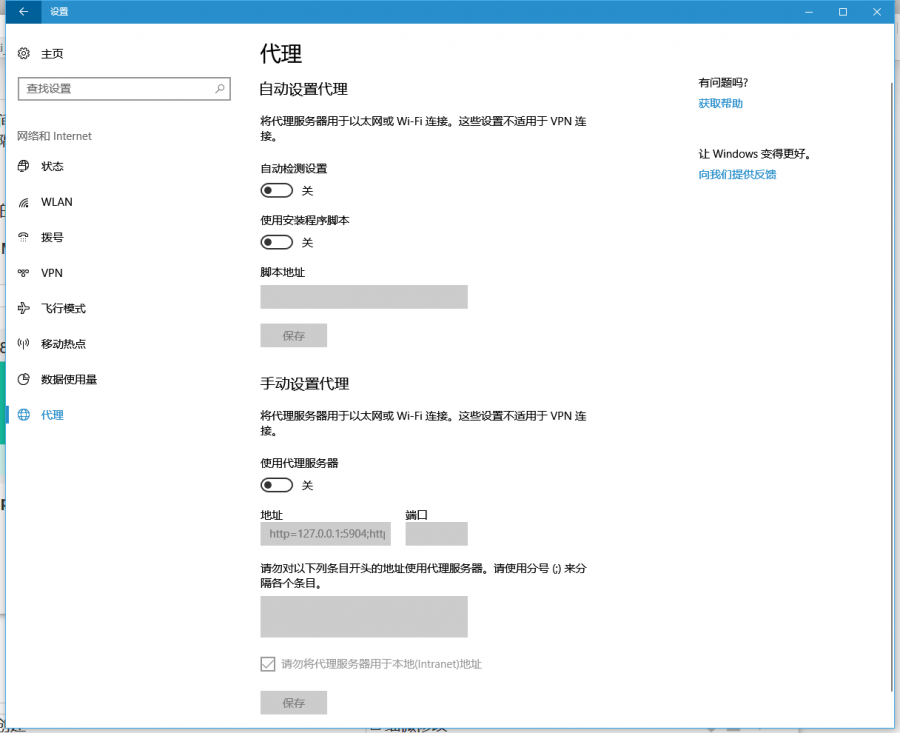 设置
主页
查找设置
网络和 Internet
状态
WLAN
拨号
VPN
飞行模式
移动热点
数据使用量
代理
代理
自动设置代理
将代理服务器用于以太网或 Wi-Fi 连接。这些设置不适用于 VPN 连
接。
自动检测设置
关
使用安装程序脚本
关
脚本地址
保存
手动设置代理
将代理服务器用于以太网或 Wi-Fi 连接。这些设置不适用于 VPN 连
接。
使用代理服务器
关
地址 端口
http=127.0.0.1:5904;http
请勿对以下列条目开头的地址使用代理服务器。请使用分号 (;) 来分
隔各个条目。
请勿将代理服务器用于本地(Intranet)地址
保存
有问题吗?
获取帮助
让 Windows 变得更好。
向我们提供反馈